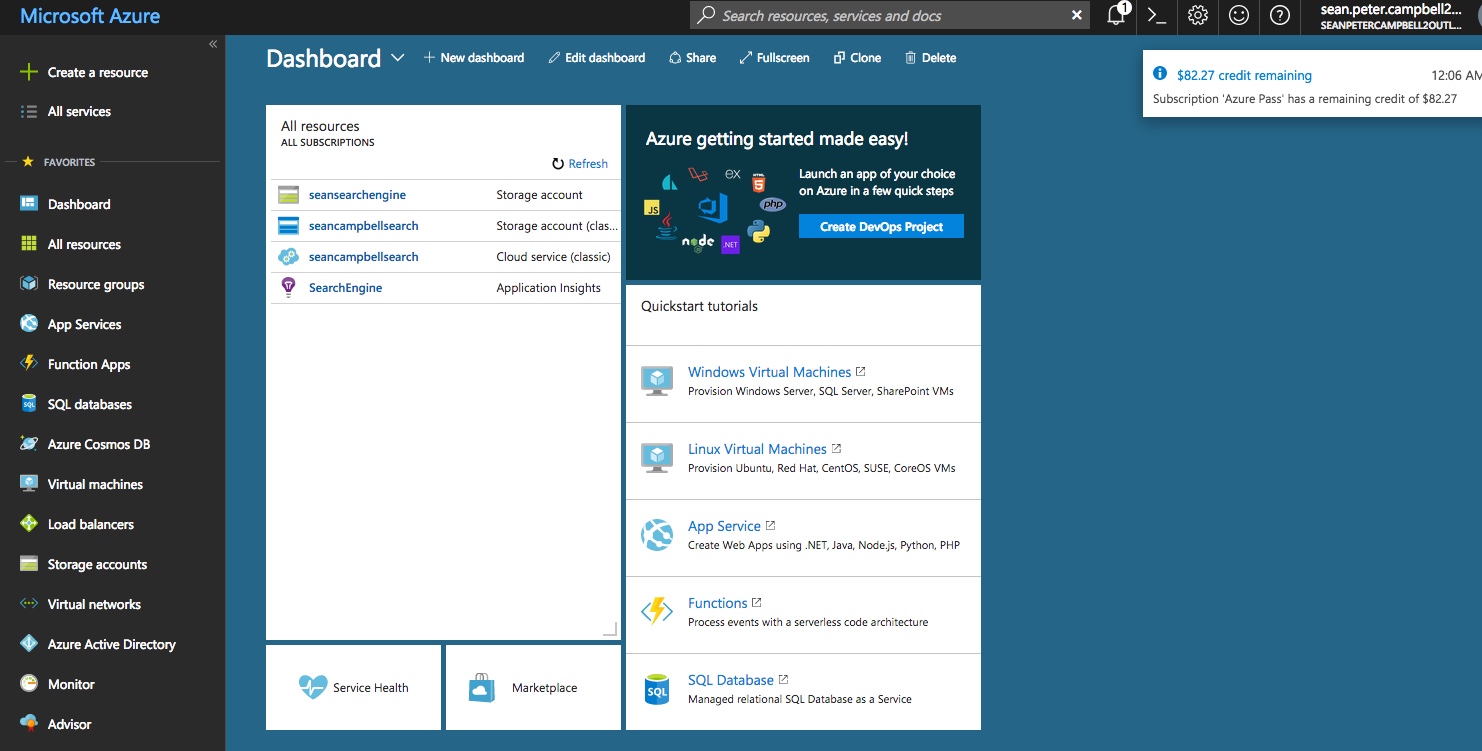 Microsoft Azure
Search resources, services and docs
1
sean.peter.campbell2...
SEANPETERCAMPBELL2OUTL...
Create a resource
All services
FAVORITES
Dashboard
All resources
Resource groups
App Services
Function Apps
SQL databases
Azure Cosmos DB
Virtual machines
Load balancers
Storage accounts
Virtual networks
Azure Active Directory
Monitor
Advisor
Dashboard
New dashboard
Edit dashboard
Share
Fullscreen
Clone
Delete
$82.27 credit remaining 12:06 AM
Subscription 'Azure Pass' has a remaining credit of $82.27
All resources
ALL SUBSCRIPTIONS
Refresh
seansearchengine Storage account
seancampbellsearch Storage account (clas...
seancampbellsearch Cloud service (classic)
SearchEngine Application Insights
Service Health
Marketplace
Azure getting started made easy!
Launch an app of your choice
on Azure in a few quick steps
Create DevOps Project
EX
HTML
5
JS
php
node
.NET
Quickstart tutorials
Windows Virtual Machines
Provision Windows Server, SQL Server, SharePoint VMs
Linux Virtual Machines
Provision Ubuntu, Red Hat, CentOS, SUSE, CoreOS VMs
App Service
Create Web Apps using .NET, Java, Node.js, Python, PHP
Functions
Process events with a serverless code architecture
SQL
SQL Database
Managed relational SQL Database as a Service